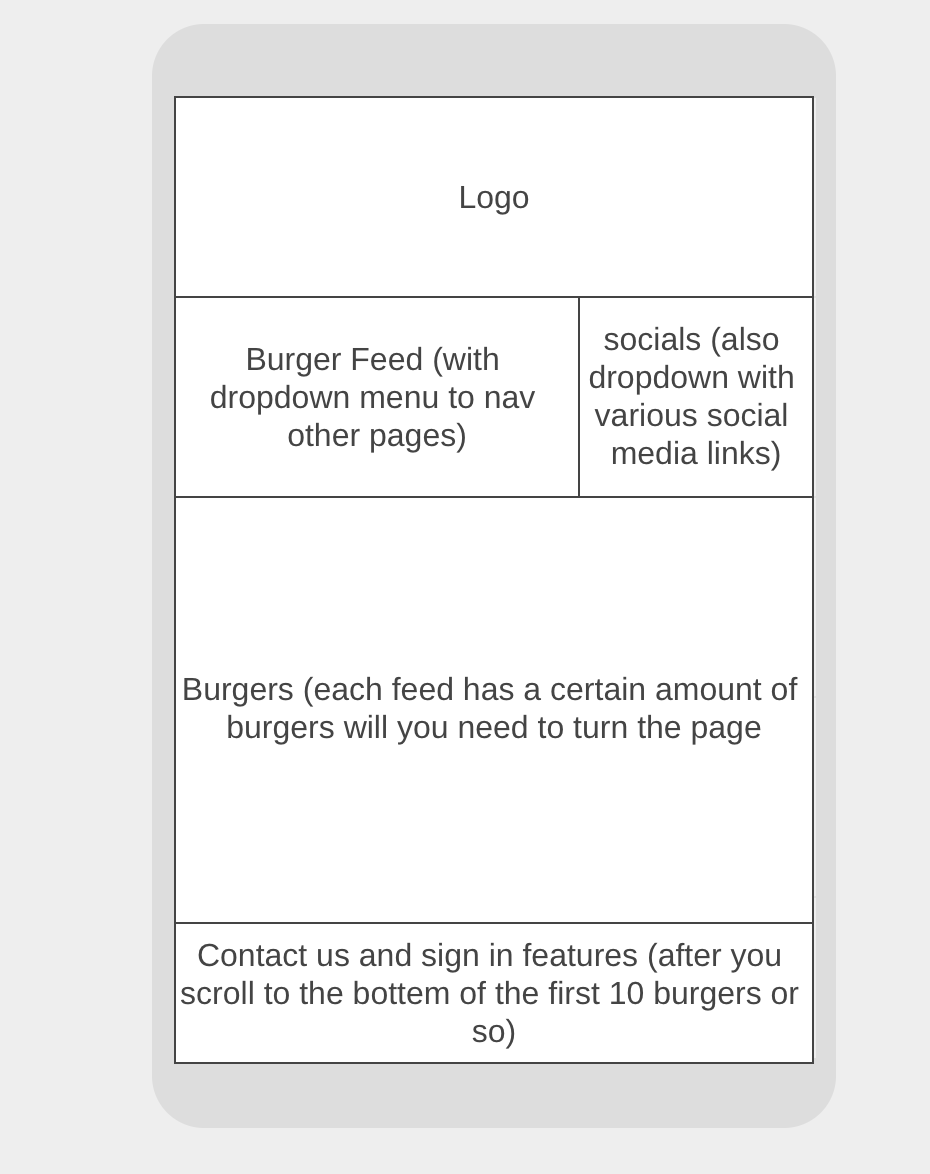 Logo
Burger Feed (with
dropdown menu to nav
other pages)
socials (also
dropdown with
various social
media links)
Burgers (each feed has a certain amount of
burgers will you need to turn the page
Contact us and sign in features (after you
scroll to the bottem of the first 10 burgers or
so)